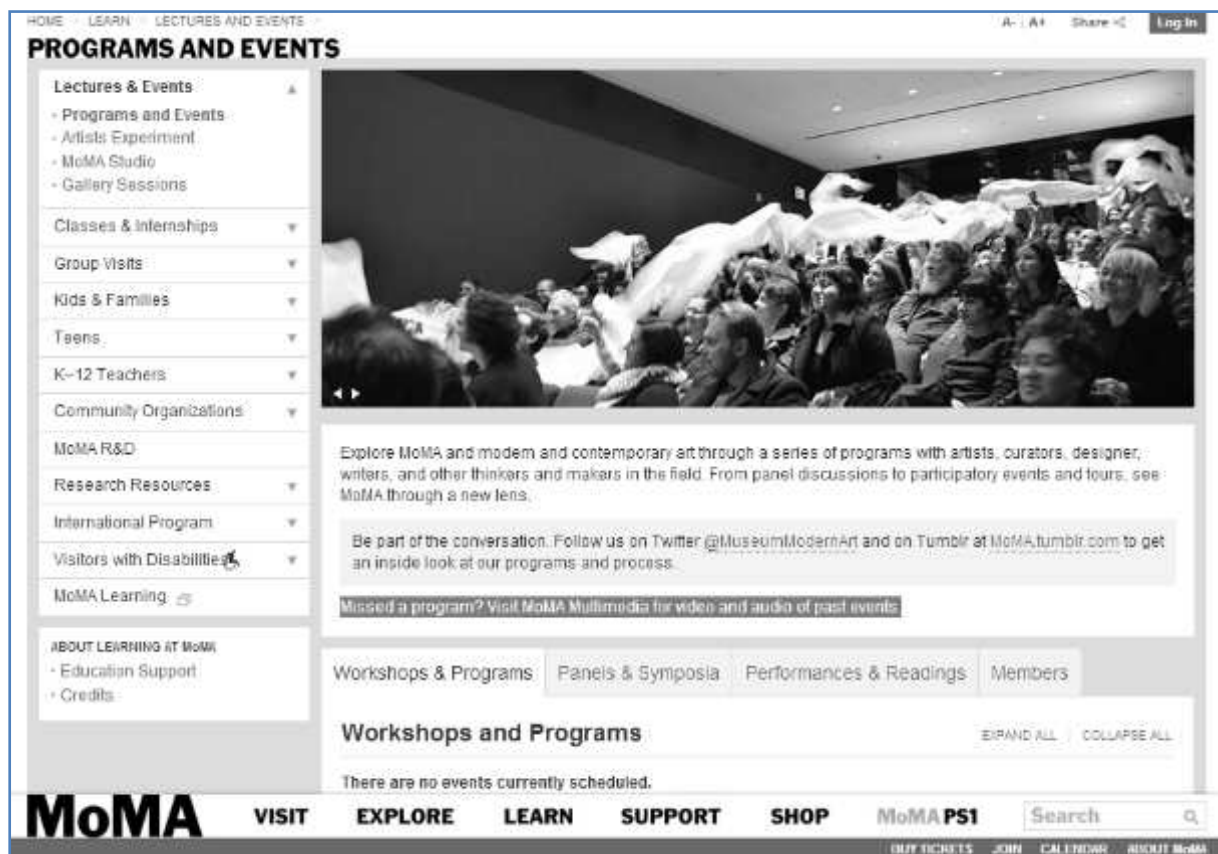 HOME LEARN LECTURES AND EVENTS
A- A+ Share Log In
PROGRAMS AND EVENTS
Lectures & Events
Programs and Events
Artists Experiment
MoMA Studio
Gallery Sessions
Classes & Internships
Group Visits
Kids & Families
Teens
K–12 Teachers
Community Organizations
MoMA R&D
Research Resources
International Program
Visitors with Disabilities
MoMA Learning
ABOUT LEARNING AT MoMA
Education Support
Credits
Explore MoMA and modern and contemporary art through a series of programs with artists, curators, designer,
writers, and other thinkers and makers in the field. From panel discussions to participatory events and tours, see
MoMA through a new lens.
Be part of the conversation. Follow us on Twitter @MuseumModernArt and on Tumblr at MoMA.tumblr.com to get
an inside look at our programs and process.
Missed a program? Visit MoMA Multimedia for video and audio of past events.
Workshops & Programs Panels & Symposia Performances & Readings Members
Workshops and Programs
EXPAND ALL COLLAPSE ALL
There are no events currently scheduled.
MoMA VISIT EXPLORE LEARN SUPPORT SHOP MoMA PS1 Search
BUY TICKETS JOIN CALENDAR ABOUT MoMA